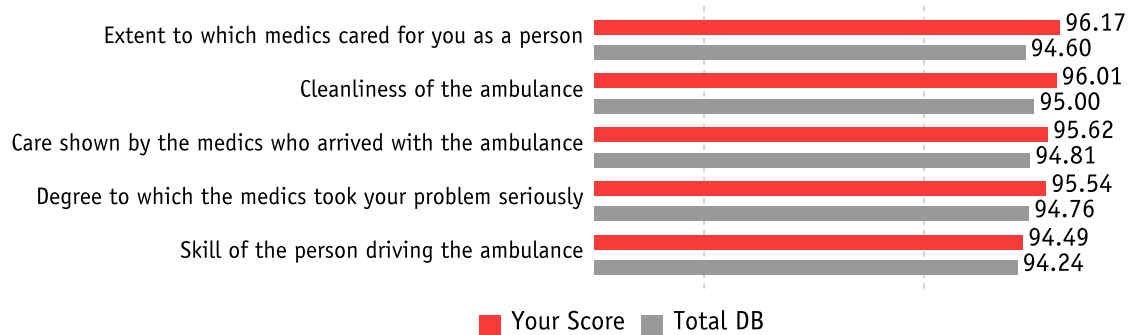 Extent to which medics cared for you as a person
96.17
94.60
Cleanliness of the ambulance
96.01
95.00
Care shown by the medics who arrived with the ambulance
95.62
94.81
Degree to which the medics took your problem seriously
95.54
94.76
Skill of the person driving the ambulance
94.49
94.24
Your Score
Total DB